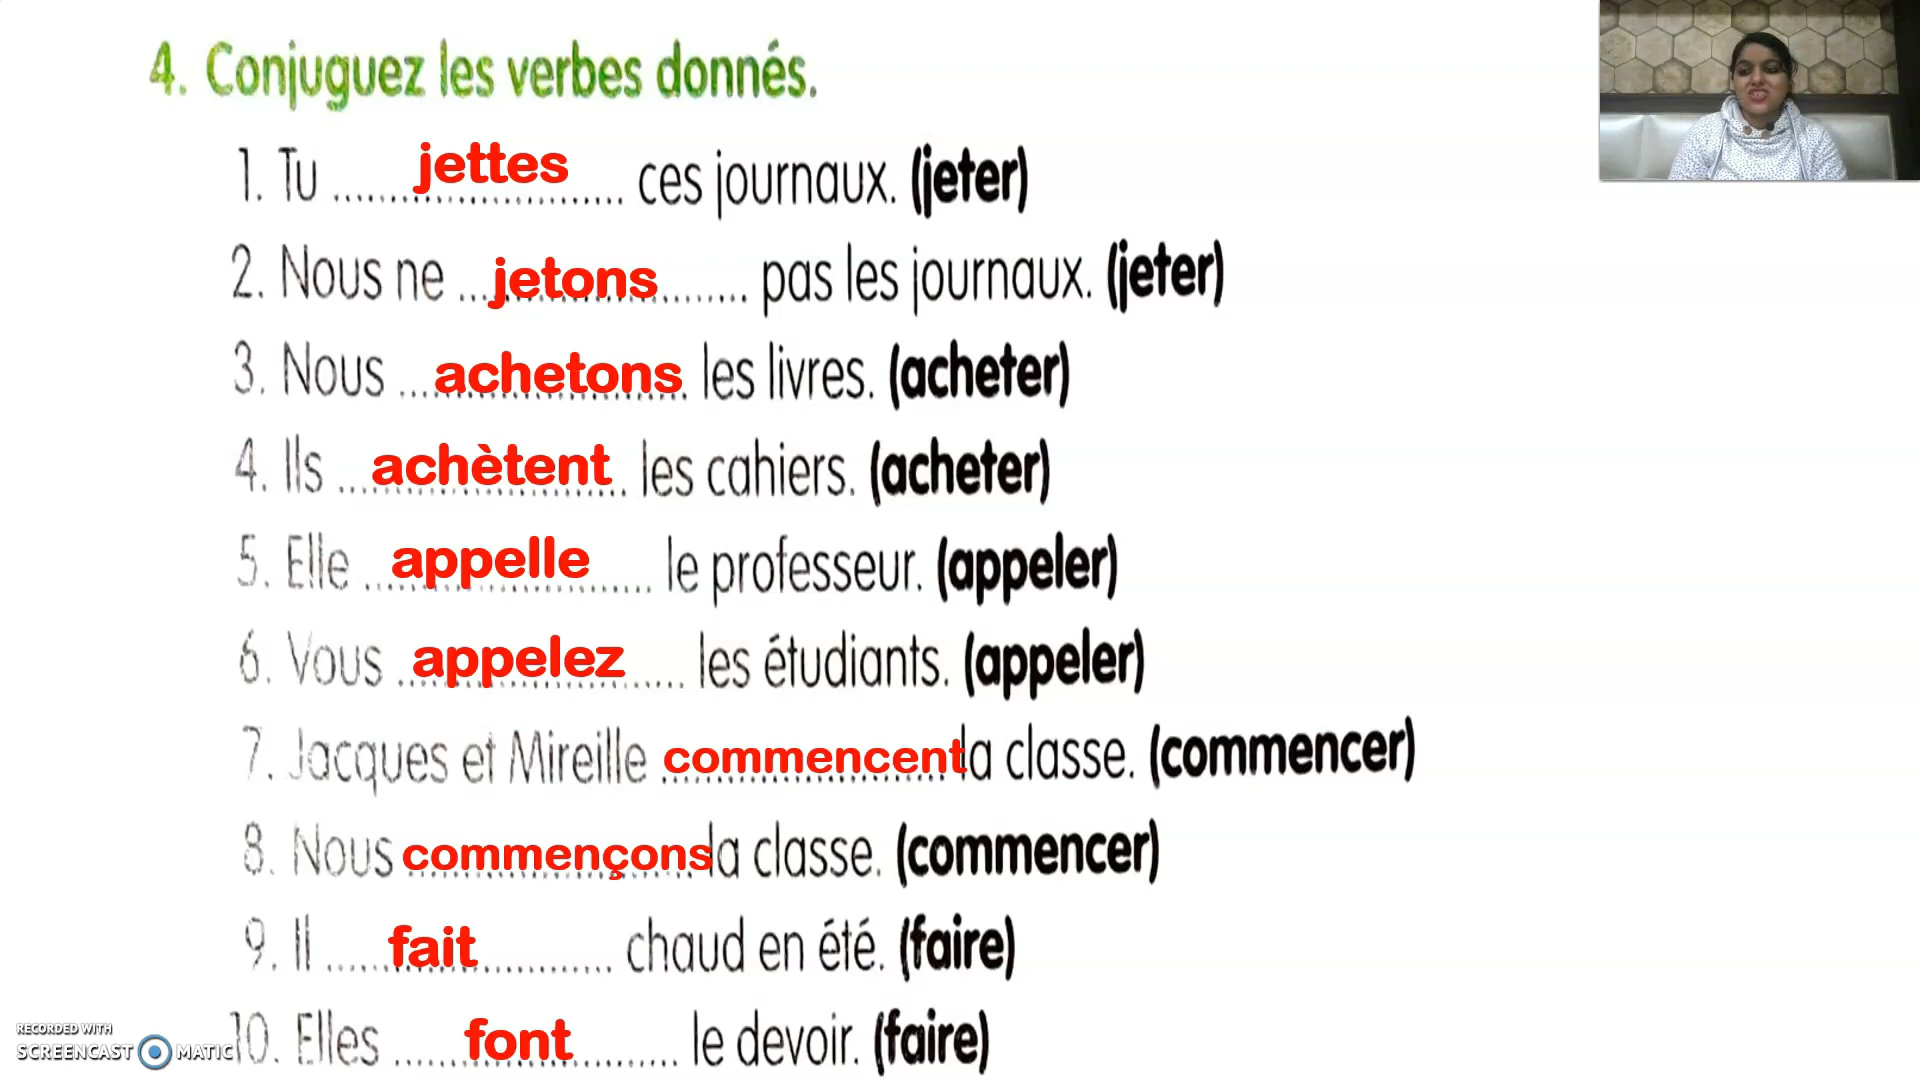 4. Conjuguez les verbes donnés.
1. Tu ...... jettes ...... ces journaux. (jeter)
2. Nous ne ... jetons ........ pas les journaux. (jeter)
3. Nous ... achetons les livres. (acheter)
4. Ils ... achètent . les cahiers. (acheter)
5. Elle ... appelle ...... le professeur. (appeler)
6. Vous . appelez ..... les étudiants. (appeler)
7. Jacques et Mireille commencent la classe. (commencer)
8. Nous commençons la classe. (commencer)
9. Il ..... fait ............ chaud en été. (faire)
10. Elles ...... font .......... le devoir. (faire)
RECORDED WITH
SCREENCAST MATIC